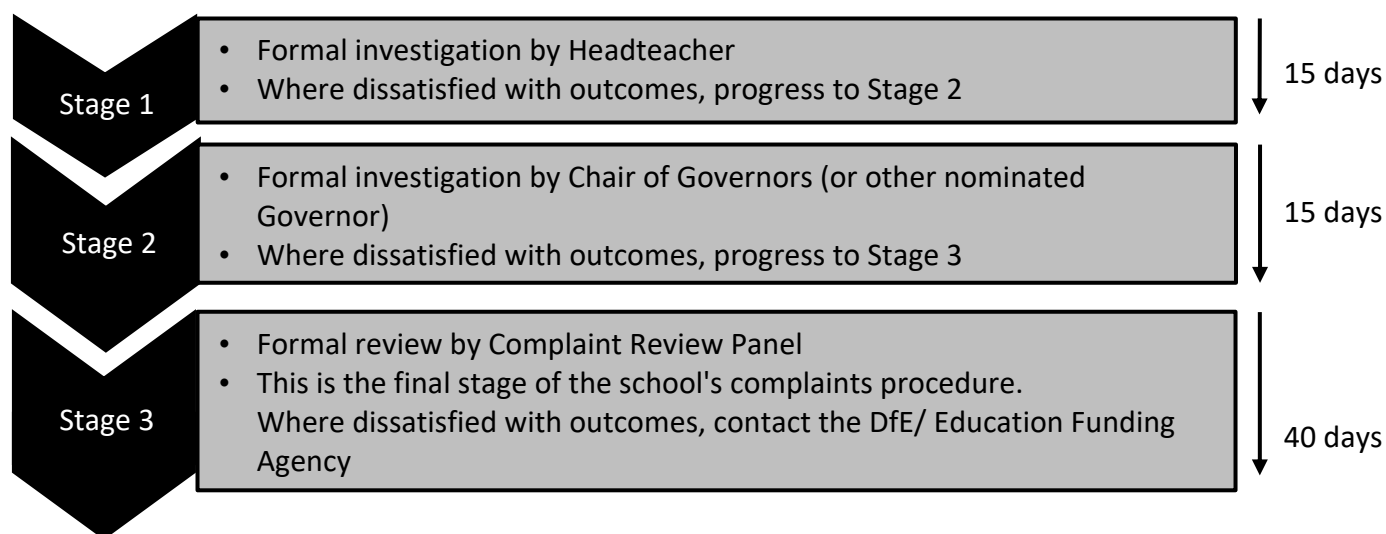 Stage 1
• Formal investigation by Headteacher
• Where dissatisfied with outcomes, progress to Stage 2
15 days
Stage 2
• Formal investigation by Chair of Governors (or other nominated
Governor)
• Where dissatisfied with outcomes, progress to Stage 3
15 days
Stage 3
• Formal review by Complaint Review Panel
• This is the final stage of the school's complaints procedure.
Where dissatisfied with outcomes, contact the DfE/ Education Funding
Agency
40 days